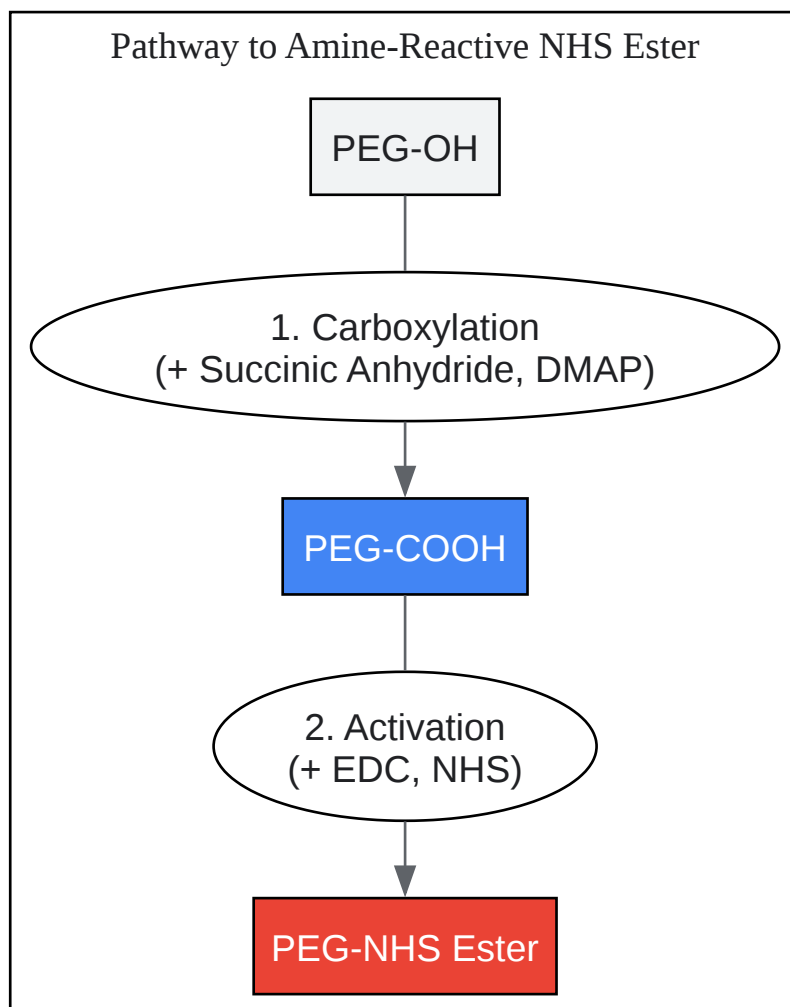 Pathway to Amine-Reactive NHS Ester
PEG-OH
1. Carboxylation
(+ Succinic Anhydride, DMAP)
PEG-COOH
2. Activation
(+ EDC, NHS)
PEG-NHS Ester